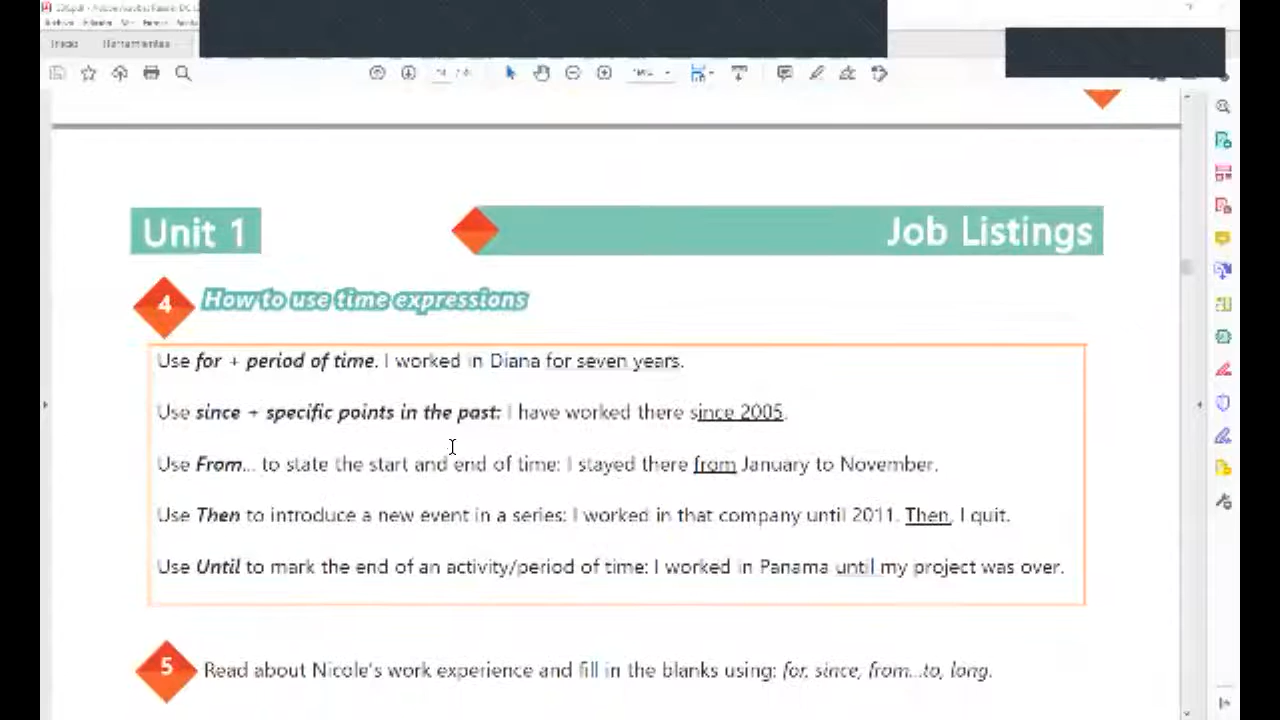 Inicio Herramientas
Unit 1
Job Listings
4 How to use time expressions
Use for + period of time. I worked in Diana for seven years.
Use since + specific points in the past: I have worked there since 2005.
Use From... to state the start and end of time: I stayed there from January to November.
Use Then to introduce a new event in a series: I worked in that company until 2011. Then, I quit.
Use Until to mark the end of an activity/period of time: I worked in Panama until my project was over.
5 Read about Nicole's work experience and fill in the blanks using: for, since, from...to, long.